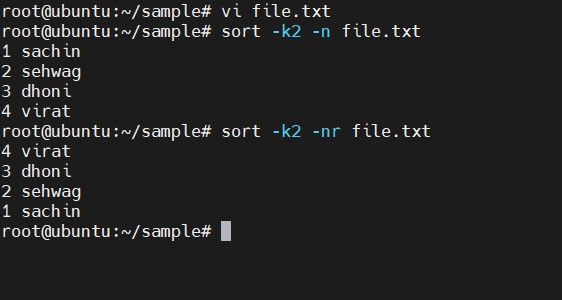 root@ubuntu:~/sample# vi file.txt
root@ubuntu:~/sample# sort -k2 -n file.txt
1 sachin
2 sehwag
3 dhoni
4 virat
root@ubuntu:~/sample# sort -k2 -nr file.txt
4 virat
3 dhoni
2 sehwag
1 sachin
root@ubuntu:~/sample#